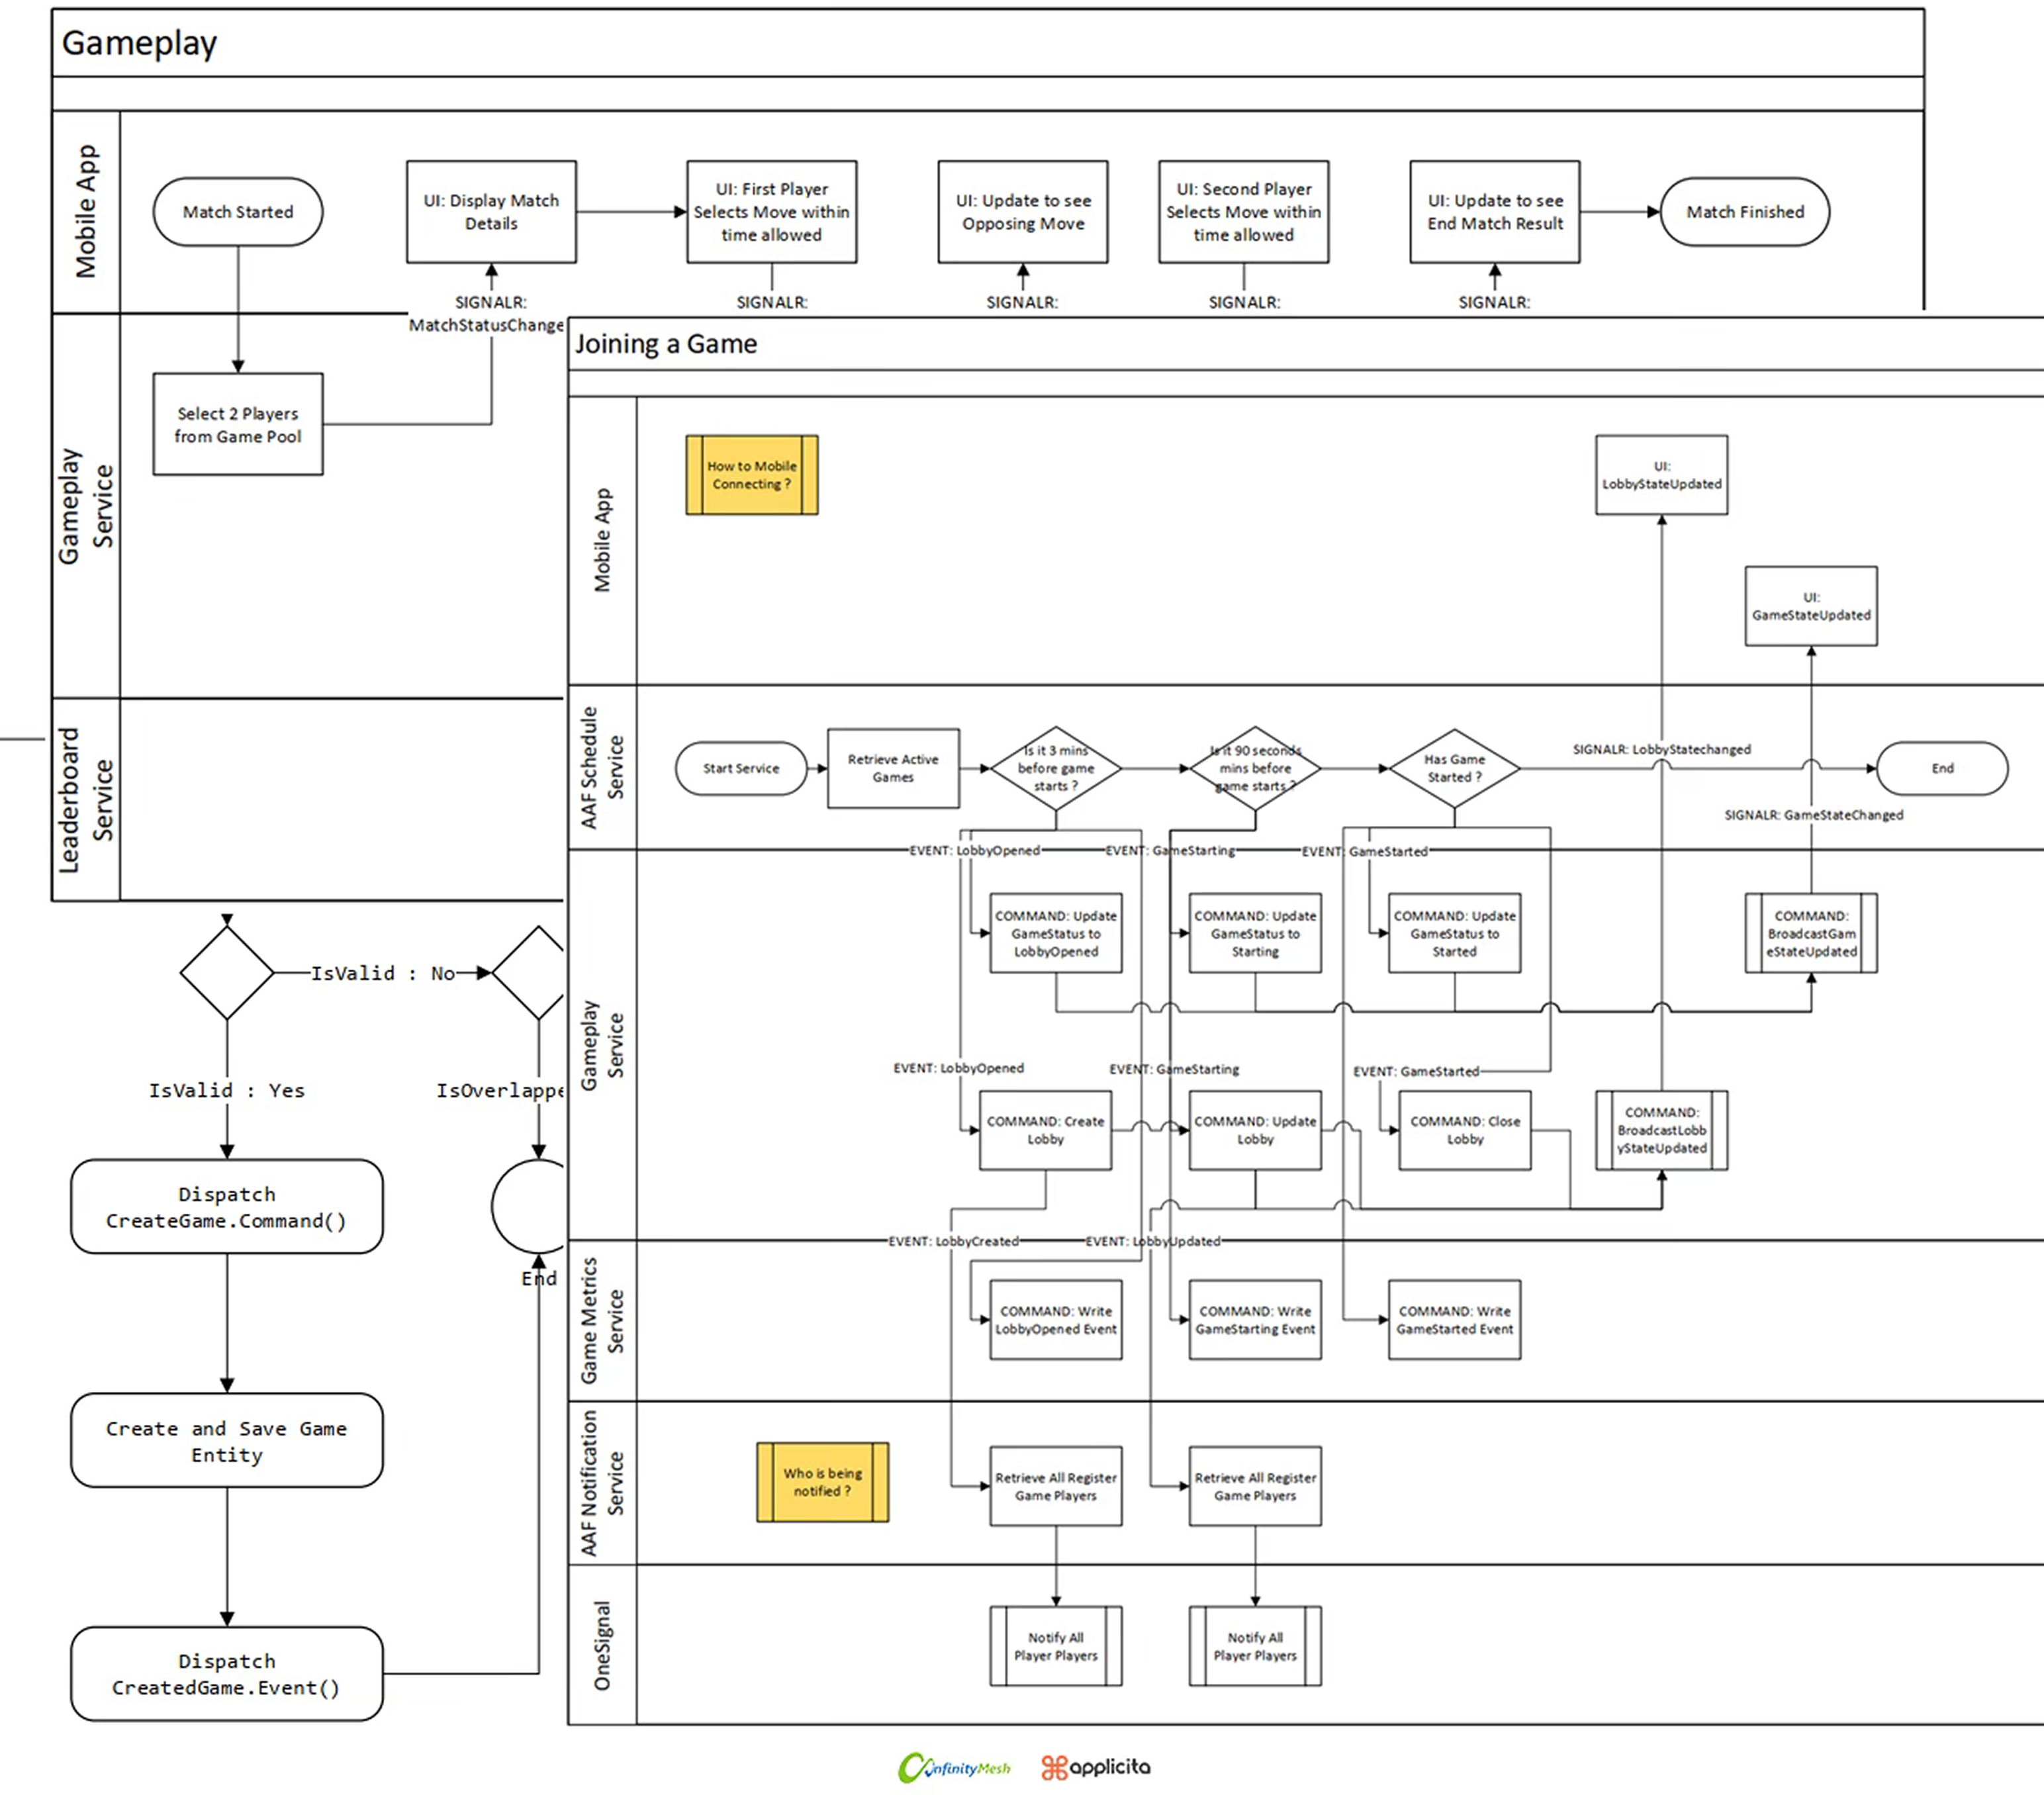 Gameplay
Mobile App
Match Started
UI: Display Match
Details
UI: First Player
Selects Move within
time allowed
UI: Update to see
Opposing Move
UI: Second Player
Selects Move within
time allowed
UI: Update to see
End Match Result
Match Finished
SIGNALR:
MatchStatusChange
SIGNALR:
SIGNALR:
SIGNALR:
SIGNALR:
Gameplay
Service
Select 2 Players
from Game Pool
Leaderboard
Service
IsValid : No
IsValid : Yes
IsOverlappe
Dispatch
CreateGame.Command()
End
Create and Save Game
Entity
Dispatch
CreatedGame.Event()
Joining a Game
Mobile App
How to Mobile
Connecting ?
UI:
LobbyStateUpdated
UI:
GameStateUpdated
AAF Schedule
Service
Start Service
Retrieve Active
Games
Is it 3 mins
before game
starts ?
Is it 90 seconds
mins before
game starts ?
Has Game
Started ?
SIGNALR: LobbyStatechanged
End
SIGNALR: GameStateChanged
EVENT: LobbyOpened
EVENT: GameStarting
EVENT: GameStarted
Gameplay
Service
COMMAND: Update
GameStatus to
LobbyOpened
COMMAND: Update
GameStatus to
Starting
COMMAND: Update
GameStatus to
Started
COMMAND:
BroadcastGam
eStateUpdated
EVENT: LobbyOpened
EVENT: GameStarting
EVENT: GameStarted
COMMAND: Create
Lobby
COMMAND: Update
Lobby
COMMAND: Close
Lobby
COMMAND:
BroadcastLobb
yStateUpdated
EVENT: LobbyCreated
EVENT: LobbyUpdated
Game Metrics
Service
COMMAND: Write
LobbyOpened Event
COMMAND: Write
GameStarting Event
COMMAND: Write
GameStarted Event
AAF Notification
Service
Who is being
notified ?
Retrieve All Register
Game Players
Retrieve All Register
Game Players
OneSignal
Notify All
Player Players
Notify All
Player Players
infinityMesh
applicita